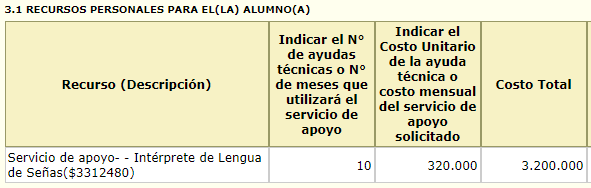 3.1 RECURSOS PERSONALES PARA EL(LA) ALUMNO(A)
Recurso (Descripción)
Indicar el N°
de ayudas
técnicas o N°
de meses que
utilizará el
servicio de
apoyo
Indicar el
Costo Unitario
de la ayuda
técnica o
costo mensual
del servicio de
apoyo
solicitado
Costo Total
Servicio de apoyo- - Intérprete de Lengua
de Señas($3312480)
10
320.000
3.200.000